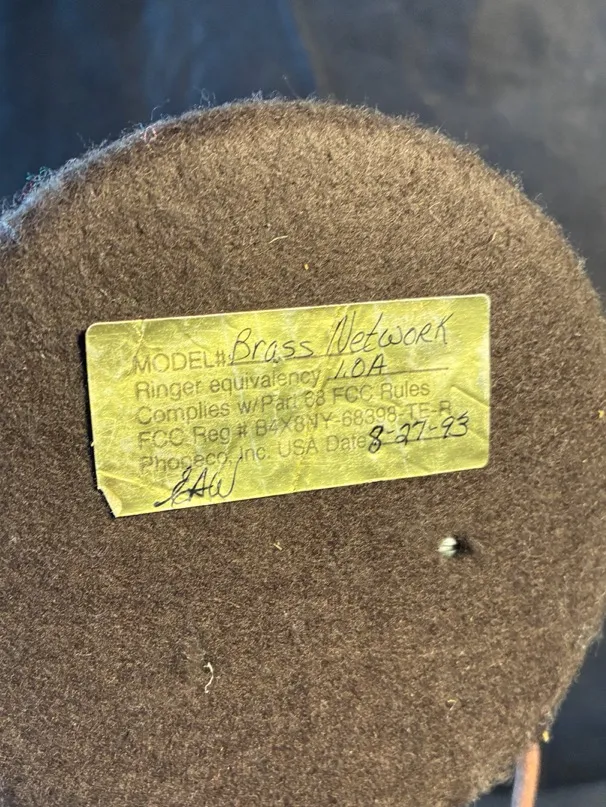 MODEL# Brass Network
Ringer equivalency 1.0A
Complies w/Part 68 FCC Rules
FCC Reg # B4X8NY-68398-TE-R
Phoneco, Inc. USA Date 8-27-93